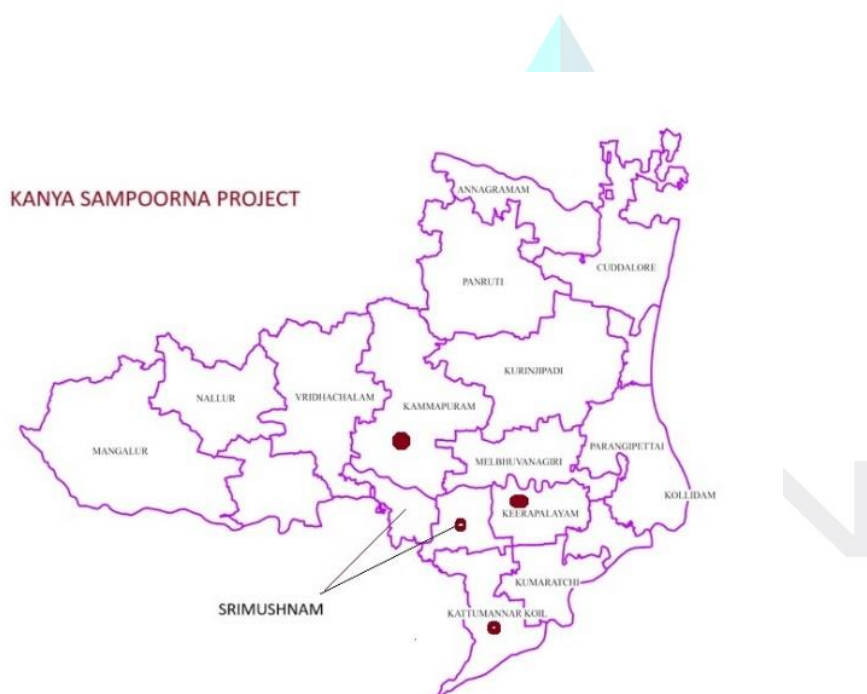 ANNAGRAMAM
KANYA SAMPOORNA PROJECT
CUDDALORE
PANRUTI
KURINJIPADI
NALLUR
VRIDHACHALAM
KAMMAPURAM
MANGALUR
MELBHUVANAGIRI
PARANGIPETTAI
KOLLIDAM
KEERAPALAYAM
KUMARATCHI
SRIMUSHNAM
KATTUMANNAR KOIL